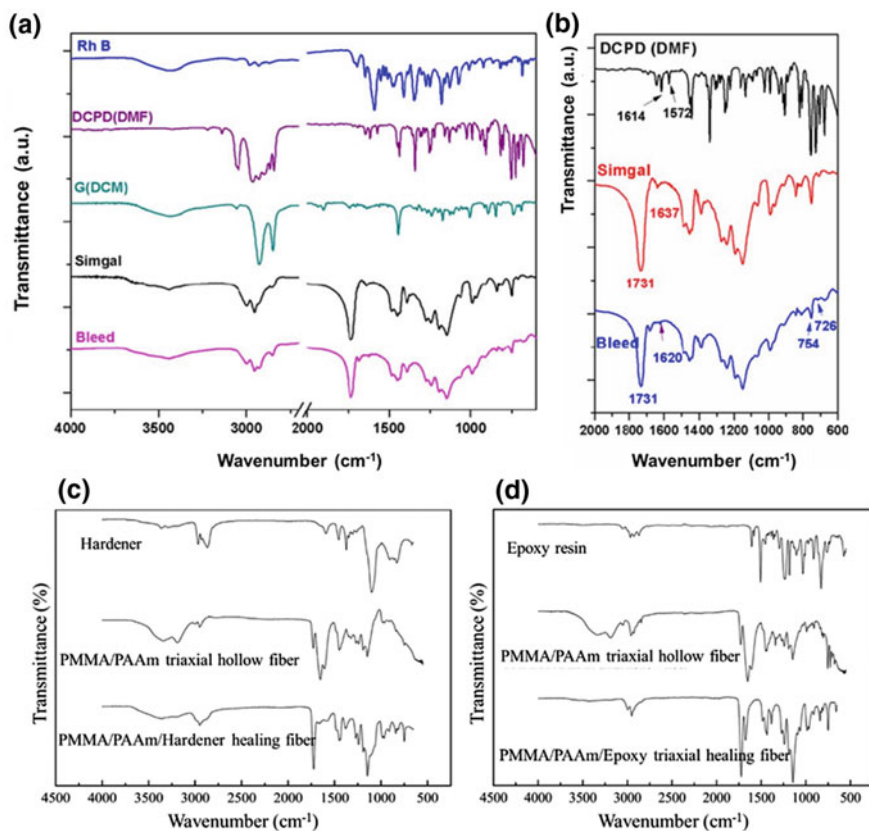 (a)
Rh B
DCPD(DMF)
G(DCM)
Simgal
Bleed
Transmittance (a.u.)
4000 3500 3000 2500 2000 1500 1000
Wavenumber (cm⁻¹)
(b)
DCPD (DMF)
1614
1572
Simgal
1637
1731
Bleed
1620
1731
754
726
Transmittance (a.u.)
2000 1800 1600 1400 1200 1000 800 600
Wavenumber (cm⁻¹)
(c)
Hardener
PMMA/PAAm triaxial hollow fiber
PMMA/PAAm/Hardener healing fiber
Transmittance (%)
4500 4000 3500 3000 2500 2000 1500 1000 500
Wavenumber (cm⁻¹)
(d)
Epoxy resin
PMMA/PAAm triaxial hollow fiber
PMMA/PAAm/Epoxy triaxial healing fiber
Transmittance (%)
4500 4000 3500 3000 2500 2000 1500 1000 500
Wavenumber (cm⁻¹)